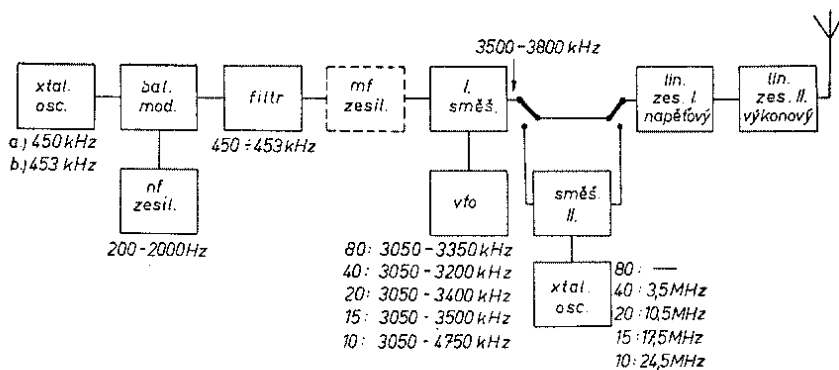 3500-3800kHz
xtal.
osc.
bal.
mod.
filtr
mf
zesil.
I.
směš.
lin.
zes. I.
napěťový
lin.
zes. II.
výkonový
a.) 450 kHz
b.) 453 kHz
450 ÷ 453 kHz
nf
zesil.
200-2000Hz
vfo
směš.
II.
80: 3050-3350 kHz
40: 3050-3200 kHz
20: 3050-3400 kHz
15: 3050-3500 kHz
10: 3050-4750 kHz
xtal.
osc.
80: —
40: 3,5MHz
20: 10,5MHz
15: 17,5MHz
10: 24,5MHz